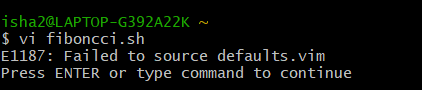 isha2@LAPTOP-G392A22K ~
$ vi fiboncci.sh
E1187: Failed to source defaults.vim
Press ENTER or type command to continue